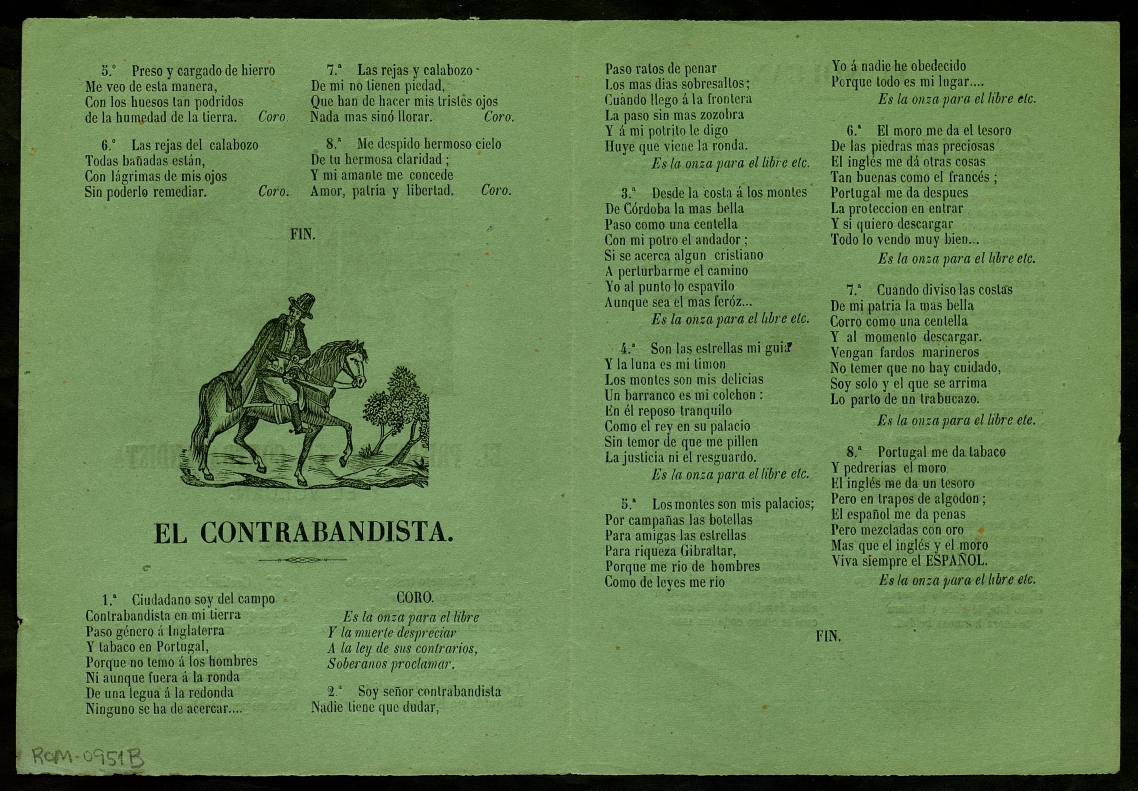 5.° Preso y cargado de hierro
Me veo de esta manera,
Con los huesos tan podridos
de la humedad de la tierra. Coro.
6.° Las rejas del calabozo
Todas bañadas están,
Con lágrimas de mis ojos
Sin poderlo remediar. Coro.
7.ª Las rejas y calabozo
De mi no tienen piedad,
Que han de hacer mis tristes ojos
Nada mas sinó llorar. Coro.
8.ª Me despido hermoso cielo
De tu hermosa claridad ;
Y mi amante me concede
Amor, patria y libertad. Coro.
FIN.
EL CONTRABANDISTA.
1.ª Ciudadano soy del campo
Contrabandista en mi tierra
Paso género á Inglaterra
Y tabaco en Portugal,
Porque no temo á los hombres
Ni aunque fuera á la ronda
De una legua á la redonda
Ninguno se ha de acercar....
CORO.
Es la onza para el libre
Y la muerte despreciar
A la ley de sus contrarios,
Soberanos proclamar.
2.ª Soy señor contrabandista
Nadie tiene que dudar,
Paso ratos de penar
Los mas dias sobresaltos ;
Cuando llego á la frontera
La paso sin mas zozobra
Y á mi potrito le digo
Huye que viene la ronda.
Es la onza para el libre etc.
3.ª Desde la costa á los montes
De Córdoba la mas bella
Paso como una centella
Con mi potro el andador ;
Si se acerca algun cristiano
A perturbarme el camino
Yo al punto lo espavilo
Aunque sea el mas feróz...
Es la onza para el libre etc.
4.ª Son las estrellas mi guia
Y la luna es mi timon
Los montes son mis delicias
Un barranco es mi colchon :
En él reposo tranquilo
Como el rey en su palacio
Sin temor de que me pillen
La justicia ni el resguardo.
Es la onza para el libre etc.
5.ª Los montes son mis palacios;
Por campañas las botellas
Para amigas las estrellas
Para riqueza Gibraltar,
Porque me rio de hombres
Como de leyes me rio
Yo á nadie he obedecido
Porque todo es mi lugar....
Es la onza para el libre etc.
6.ª El moro me da el tesoro
De las piedras mas preciosas
El inglés me dá otras cosas
Tan buenas como el francés ;
Portugal me da despues
La proteccion en entrar
Y si quiero descargar
Todo lo vendo muy bien...
Es la onza para el libre etc.
7.ª Cuando diviso las costas
De mi patria la mas bella
Corro como una centella
Y al momento descargar.
Vengan fardos marineros
No temer que no hay cuidado,
Soy solo y el que se arrima
Lo parto de un trabucazo.
Es la onza para el libre etc.
8.ª Portugal me da tabaco
Y pedrerias el moro
El inglés me da un tesoro
Pero en trapos de algodon ;
El español me da penas
Pero mezcladas con oro
Mas que el inglés y el moro
Viva siempre el ESPAÑOL.
Es la onza para el libre etc.
FIN.
ROM-0951B